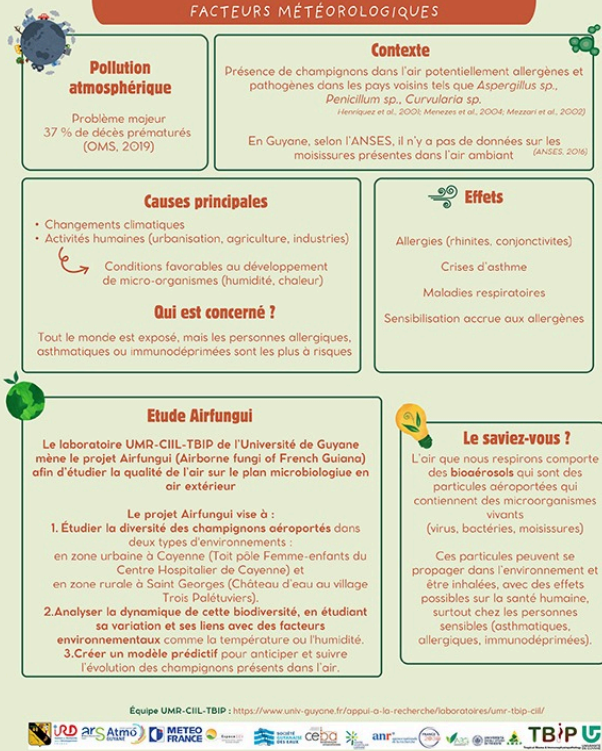 FACTEURS MÉTÉOROLOGIQUES
Pollution
atmosphérique
Problème majeur
37 % de décès prématurés
(OMS, 2019)
Contexte
Présence de champignons dans l'air potentiellement allergènes et
pathogènes dans les pays voisins tels que Aspergillus sp.,
Penicillum sp., Curvularia sp.
Henriquez et al., 2001; Menezes et al., 2004; Mezzari et al., 2002)
En Guyane, selon l'ANSES, il n'y a pas de données sur les
moisissures présentes dans l'air ambiant (ANSES, 2016)
Causes principales
• Changements climatiques
• Activités humaines (urbanisation, agriculture, industries)
Conditions favorables au développement
de micro-organismes (humidité, chaleur)
Qui est concerné ?
Tout le monde est exposé, mais les personnes allergiques,
asthmatiques ou immunodéprimées sont les plus à risques
Effets
Allergies (rhinites, conjonctivites)
Crises d'asthme
Maladies respiratoires
Sensibilisation accrue aux allergènes
Etude Airfungui
Le laboratoire UMR-CIIL-TBIP de l'Université de Guyane
mène le projet Airfungui (Airborne fungi of French Guiana)
afin d'étudier la qualité de l'air sur le plan microbiologiue en
air extérieur
Le projet Airfungui vise à :
1. Étudier la diversité des champignons aéroportés dans
deux types d'environnements :
en zone urbaine à Cayenne (Toit pôle Femme-enfants du
Centre Hospitalier de Cayenne) et
en zone rurale à Saint Georges (Château d'eau au village
Trois Palétuviers).
2.Analyser la dynamique de cette biodiversité, en étudiant
sa variation et ses liens avec des facteurs
environnementaux comme la température ou l'humidité.
3.Créer un modèle prédictif pour anticiper et suivre
l'évolution des champignons présents dans l'air.
Le saviez-vous ?
L'air que nous respirons comporte
des bioaérosols qui sont des
particules aéroportées qui
contiennent des microorganismes
vivants
(virus, bactéries, moisissures)
Ces particules peuvent se
propager dans l'environnement et
être inhalées, avec des effets
possibles sur la santé humaine,
surtout chez les personnes
sensibles (asthmatiques,
allergiques, immunodéprimées).
Équipe UMR-CIIL-TBIP : https://www.univ-guyane.fr/appui-a-la-recherche/laboratoires/umr-tbip-ciil/
IRD
ars
Atmo
GUYANE
METEO
FRANCE
SOCIÉTÉ
GUYANAISE
DES EAUX
ceba
anr
TBIP